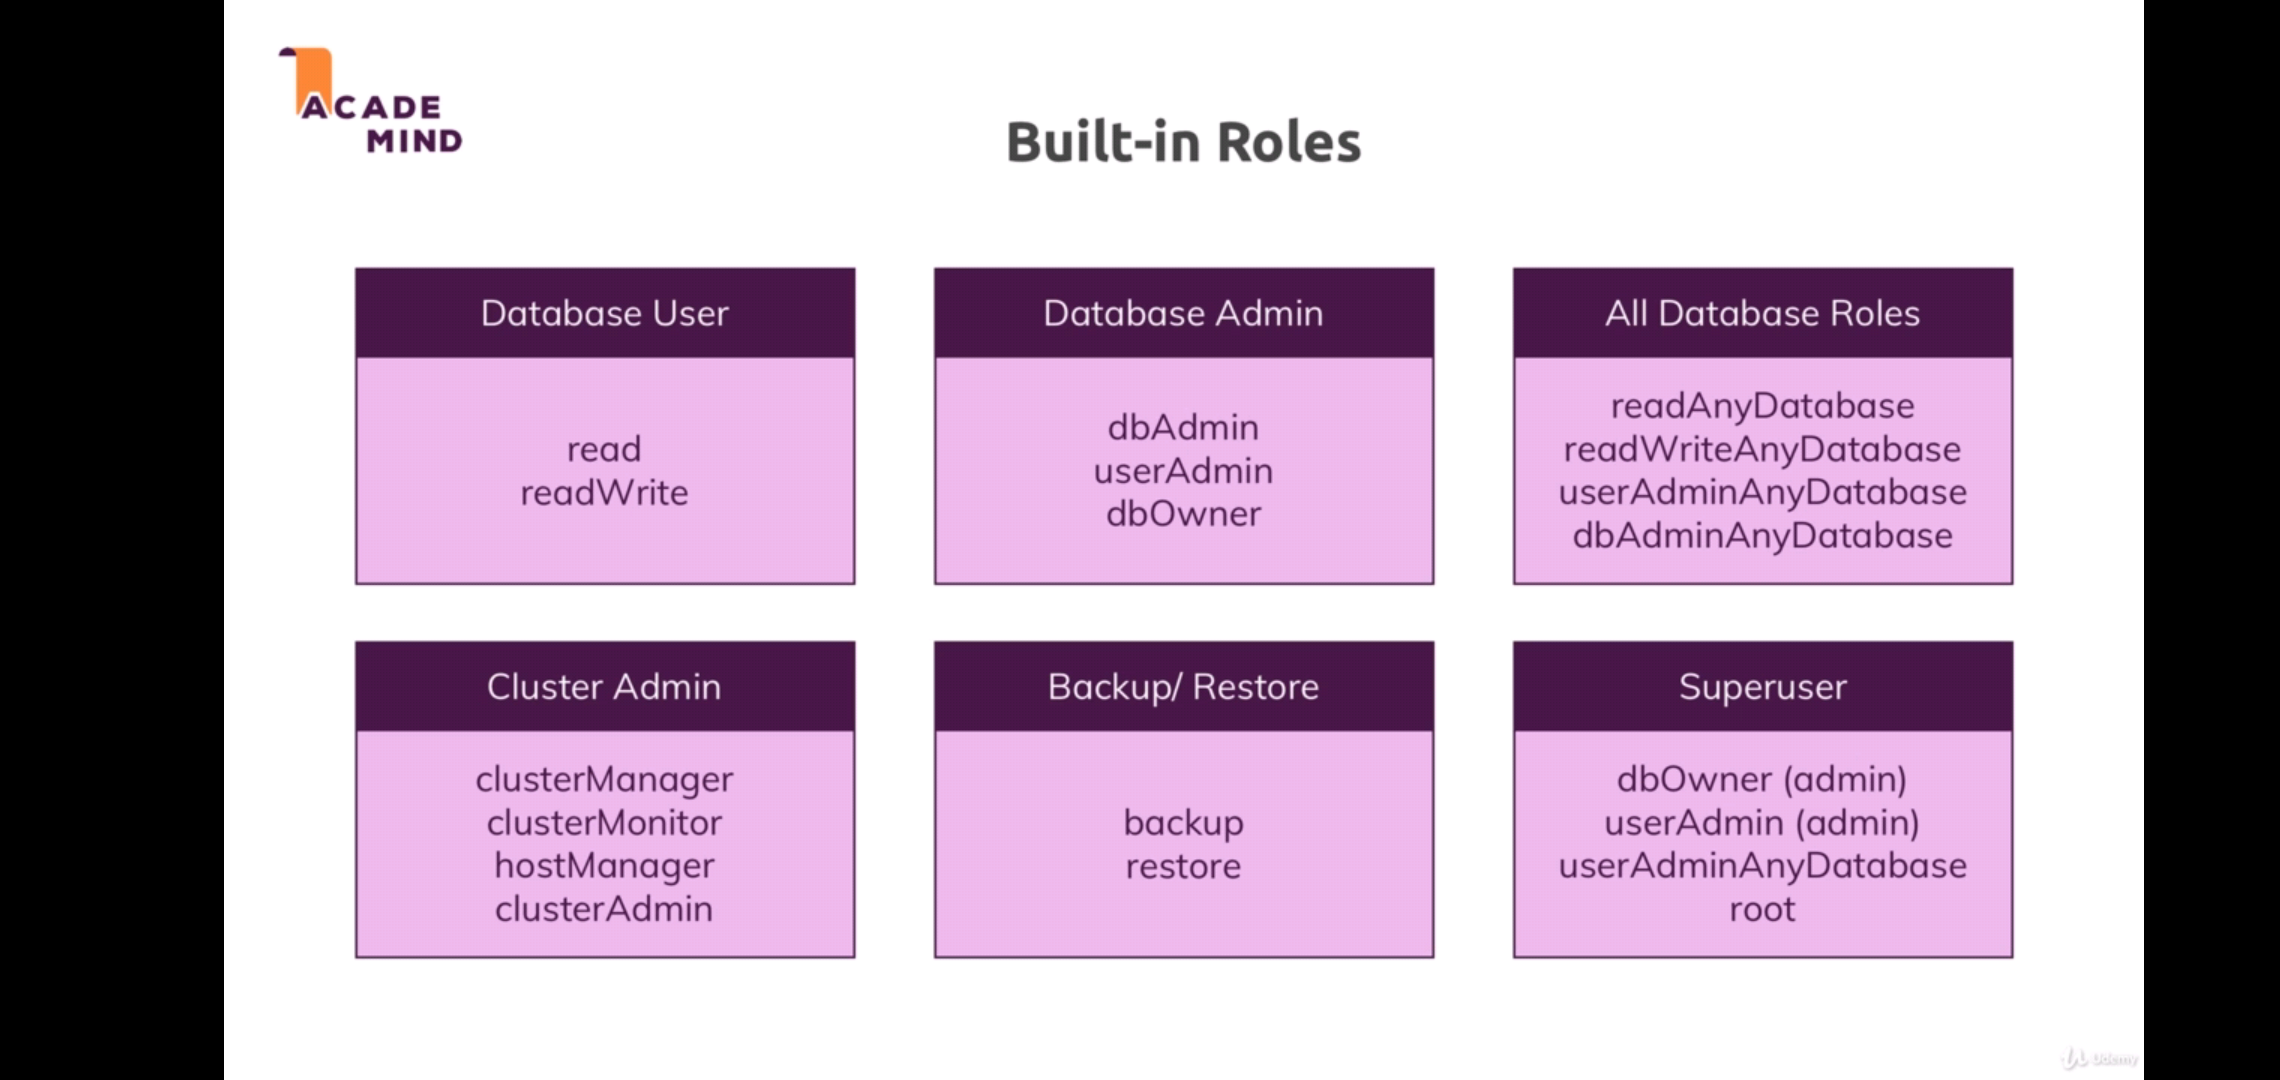 ACADE
MIND
Built-in Roles
Database User
read
readWrite
Database Admin
dbAdmin
userAdmin
dbOwner
All Database Roles
readAnyDatabase
readWriteAnyDatabase
userAdminAnyDatabase
dbAdminAnyDatabase
Cluster Admin
clusterManager
clusterMonitor
hostManager
clusterAdmin
Backup/ Restore
backup
restore
Superuser
dbOwner (admin)
userAdmin (admin)
userAdminAnyDatabase
root
Udemy